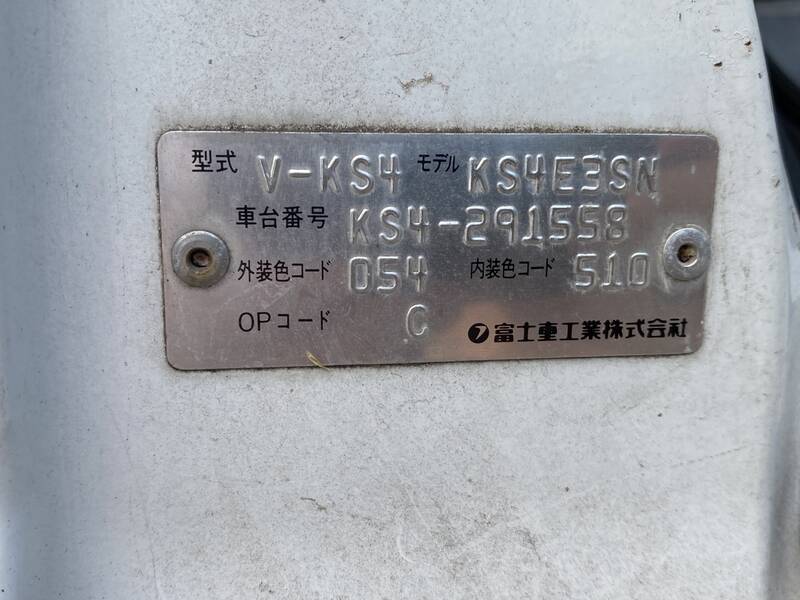 型式 V-KS4 モデル KS4E3SN
車台番号 KS4-291558
外装色コード 054 内装色コード 510
OPコード C 富士重工業株式会社